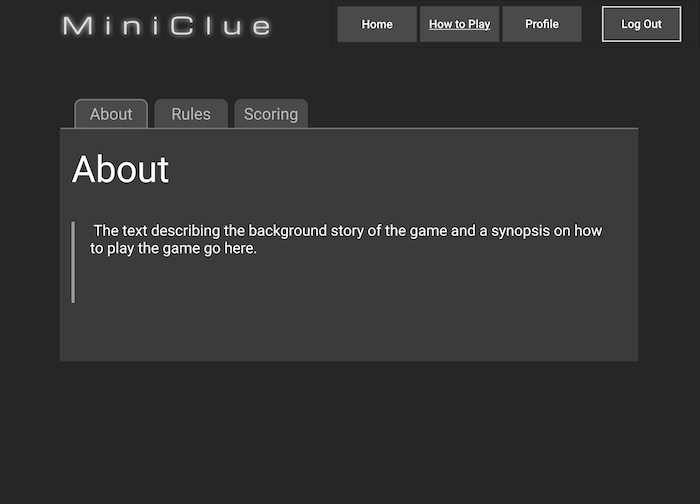 MiniClue
Home
How to Play
Profile
Log Out
About
Rules
Scoring
About
The text describing the background story of the game and a synopsis on how
to play the game go here.